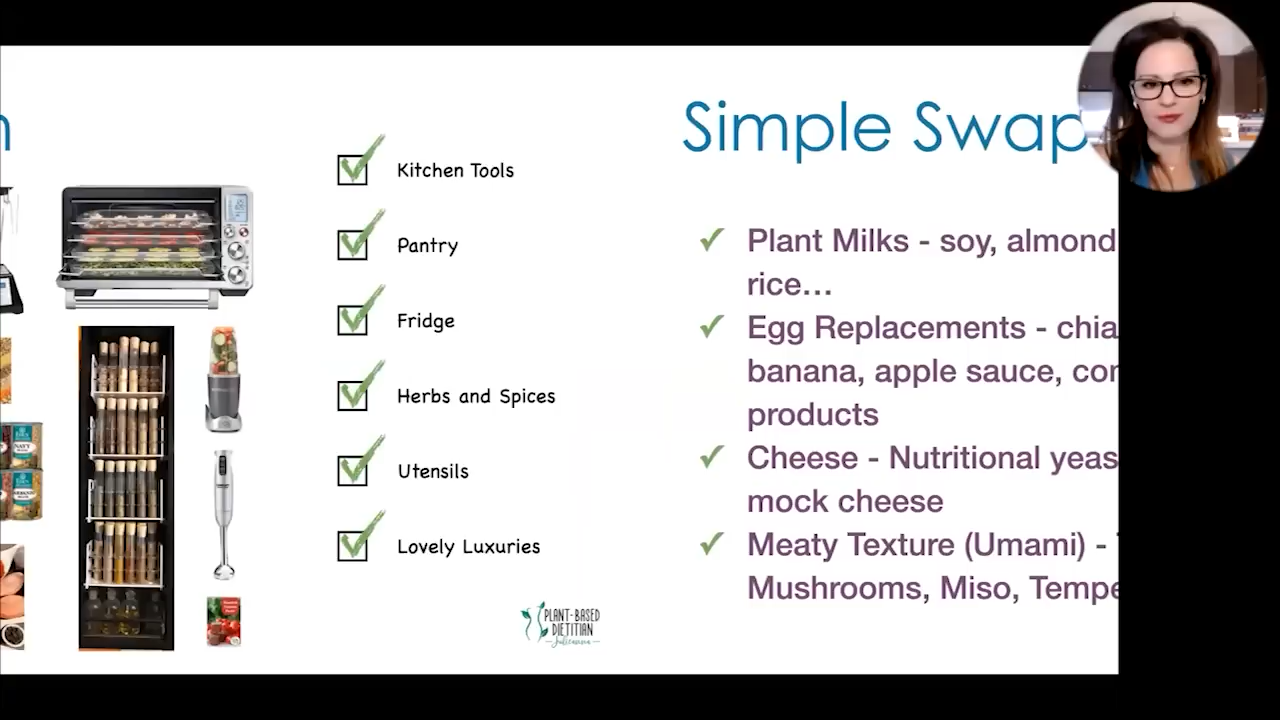 Kitchen Tools
Pantry
Fridge
Herbs and Spices
Utensils
Lovely Luxuries
PLANT-BASED
DIETITIAN
Julieanna
Simple Swap
Plant Milks - soy, almond
rice…
Egg Replacements - chia
banana, apple sauce, con
products
Cheese - Nutritional yeas
mock cheese
Meaty Texture (Umami) -
Mushrooms, Miso, Tempe
NAVY